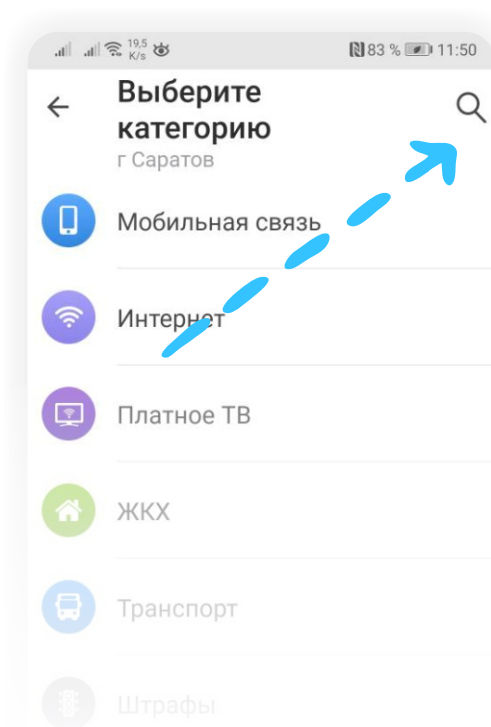 19,5 K/s 83 % 11:50
Выберите
категорию
г Саратов
Мобильная связь
Интернет
Платное ТВ
ЖКХ
Транспорт
Штрафы